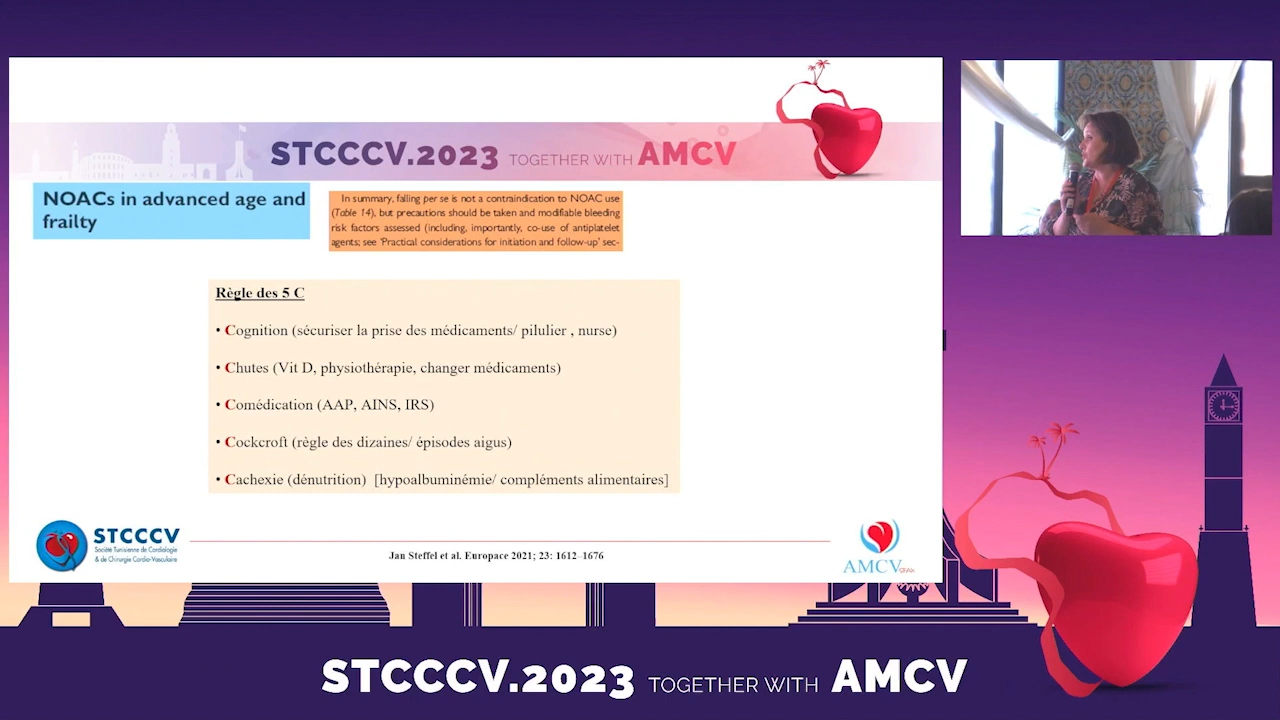 STCCCV.2023 TOGETHER WITH AMCV
NOACs in advanced age and
frailty
In summary, falling per se is not a contraindication to NOAC use
(Table 14), but precautions should be taken and modifiable bleeding
risk factors assessed (including, importantly, co-use of antiplatelet
agents; see 'Practical considerations for initiation and follow-up' sec-
Règle des 5 C
• Cognition (sécuriser la prise des médicaments/ pilulier , nurse)
• Chutes (Vit D, physiothérapie, changer médicaments)
• Comédication (AAP, AINS, IRS)
• Cockcroft (règle des dizaines/ épisodes aigus)
• Cachexie (dénutrition) [hypoalbuminémie/ compléments alimentaires]
STCCCV
Société Tunisienne de Cardiologie
& de Chirurgie Cardio-Vasculaire
Jan Steffel et al. Europace 2021; 23: 1612–1676
AMCV SFAX
STCCCV.2023 TOGETHER WITH AMCV